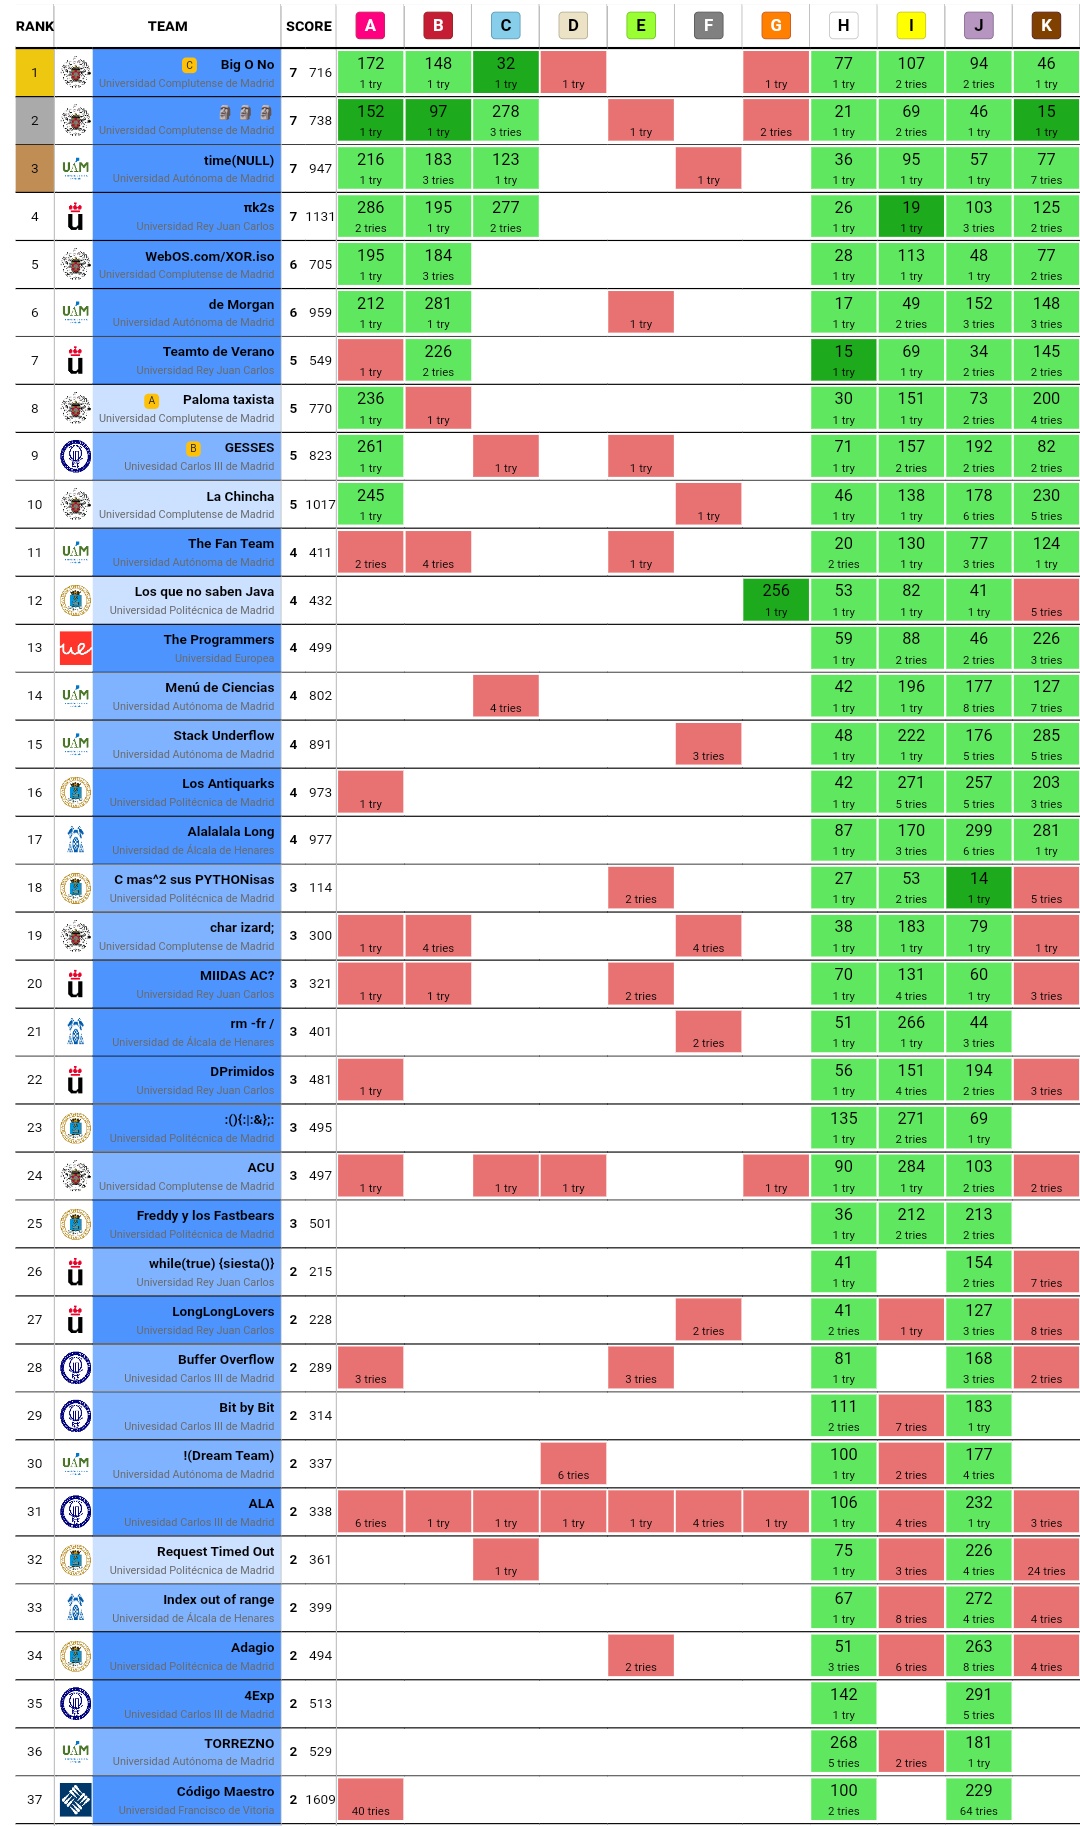 RANK TEAM SCORE A B C D E F G H I J K
1 C Big O No 7 716 172 148 32 77 107 94 46
Universidad Complutense de Madrid 1 try 1 try 1 try 1 try 1 try 1 try 2 tries 2 tries 1 try
2 🗿 🗿 🗿 7 738 152 97 278 21 69 46 15
Universidad Complutense de Madrid 1 try 1 try 3 tries 1 try 2 tries 1 try 2 tries 1 try 1 try
3 time(NULL) 7 947 216 183 123 36 95 57 77
UAM Universidad Autónoma de Madrid 1 try 3 tries 1 try 1 try 1 try 1 try 1 try 7 tries
4 πk2s 7 1131 286 195 277 26 19 103 125
ü Universidad Rey Juan Carlos 2 tries 1 try 2 tries 1 try 1 try 3 tries 2 tries
5 WebOS.com/XOR.iso 6 705 195 184 28 113 48 77
Universidad Complutense de Madrid 1 try 3 tries 1 try 1 try 1 try 2 tries
6 de Morgan 6 959 212 281 17 49 152 148
UAM Universidad Autónoma de Madrid 1 try 1 try 1 try 1 try 2 tries 3 tries 3 tries
7 Teamto de Verano 5 549 226 15 69 34 145
ü Universidad Rey Juan Carlos 1 try 2 tries 1 try 1 try 2 tries 2 tries
8 A Paloma taxista 5 770 236 30 151 73 200
Universidad Complutense de Madrid 1 try 1 try 1 try 1 try 2 tries 4 tries
9 B GESSES 5 823 261 71 157 192 82
Univesidad Carlos III de Madrid 1 try 1 try 1 try 1 try 2 tries 2 tries 2 tries
10 La Chincha 5 1017 245 46 138 178 230
Universidad Complutense de Madrid 1 try 1 try 1 try 1 try 6 tries 5 tries
11 The Fan Team 4 411 20 130 77 124
UAM Universidad Autónoma de Madrid 2 tries 4 tries 1 try 2 tries 1 try 3 tries 1 try
12 Los que no saben Java 4 432 256 53 82 41
Universidad Politécnica de Madrid 1 try 1 try 1 try 1 try 5 tries
13 The Programmers 4 499 59 88 46 226
ue Universidad Europea 1 try 2 tries 2 tries 3 tries
14 Menú de Ciencias 4 802 42 196 177 127
UAM Universidad Autónoma de Madrid 4 tries 1 try 1 try 8 tries 7 tries
15 Stack Underflow 4 891 48 222 176 285
UAM Universidad Autónoma de Madrid 3 tries 1 try 1 try 5 tries 5 tries
16 Los Antiquarks 4 973 42 271 257 203
Universidad Politécnica de Madrid 1 try 1 try 5 tries 5 tries 3 tries
17 Alalalala Long 4 977 87 170 299 281
Universidad de Álcala de Henares 1 try 3 tries 6 tries 1 try
18 C mas^2 sus PYTHONisas 3 114 27 53 14
Universidad Politécnica de Madrid 2 tries 1 try 2 tries 1 try 5 tries
19 char izard; 3 300 38 183 79
Universidad Complutense de Madrid 1 try 4 tries 4 tries 1 try 1 try 1 try 1 try
20 MIIDAS AC? 3 321 70 131 60
ü Universidad Rey Juan Carlos 1 try 1 try 2 tries 1 try 4 tries 1 try 3 tries
21 rm -fr / 3 401 51 266 44
Universidad de Álcala de Henares 2 tries 1 try 1 try 3 tries
22 DPrimidos 3 481 56 151 194
ü Universidad Rey Juan Carlos 1 try 1 try 4 tries 2 tries 3 tries
23 :(){:|:&};: 3 495 135 271 69
Universidad Politécnica de Madrid 1 try 2 tries 1 try
24 ACU 3 497 90 284 103
Universidad Complutense de Madrid 1 try 1 try 1 try 1 try 1 try 1 try 2 tries 2 tries
25 Freddy y los Fastbears 3 501 36 212 213
Universidad Politécnica de Madrid 1 try 2 tries 2 tries
26 while(true) {siesta()} 2 215 41 154
ü Universidad Rey Juan Carlos 1 try 2 tries 7 tries
27 LongLongLovers 2 228 41 127
ü Universidad Rey Juan Carlos 2 tries 2 tries 1 try 3 tries 8 tries
28 Buffer Overflow 2 289 81 168
Univesidad Carlos III de Madrid 3 tries 3 tries 1 try 3 tries 2 tries
29 Bit by Bit 2 314 111 183
Univesidad Carlos III de Madrid 2 tries 7 tries 1 try
30 !(Dream Team) 2 337 100 177
UAM Universidad Autónoma de Madrid 6 tries 1 try 2 tries 4 tries
31 ALA 2 338 106 232
Univesidad Carlos III de Madrid 6 tries 1 try 1 try 1 try 1 try 4 tries 1 try 1 try 4 tries 1 try 3 tries
32 Request Timed Out 2 361 75 226
Universidad Politécnica de Madrid 1 try 1 try 3 tries 4 tries 24 tries
33 Index out of range 2 399 67 272
Universidad de Álcala de Henares 1 try 8 tries 4 tries 4 tries
34 Adagio 2 494 51 263
Universidad Politécnica de Madrid 2 tries 3 tries 6 tries 8 tries 4 tries
35 4Exp 2 513 142 291
Univesidad Carlos III de Madrid 1 try 5 tries
36 TORREZNO 2 529 268 181
UAM Universidad Autónoma de Madrid 5 tries 2 tries 1 try
37 Código Maestro 2 1609 100 229
Universidad Francisco de Vitoria 40 tries 2 tries 64 tries